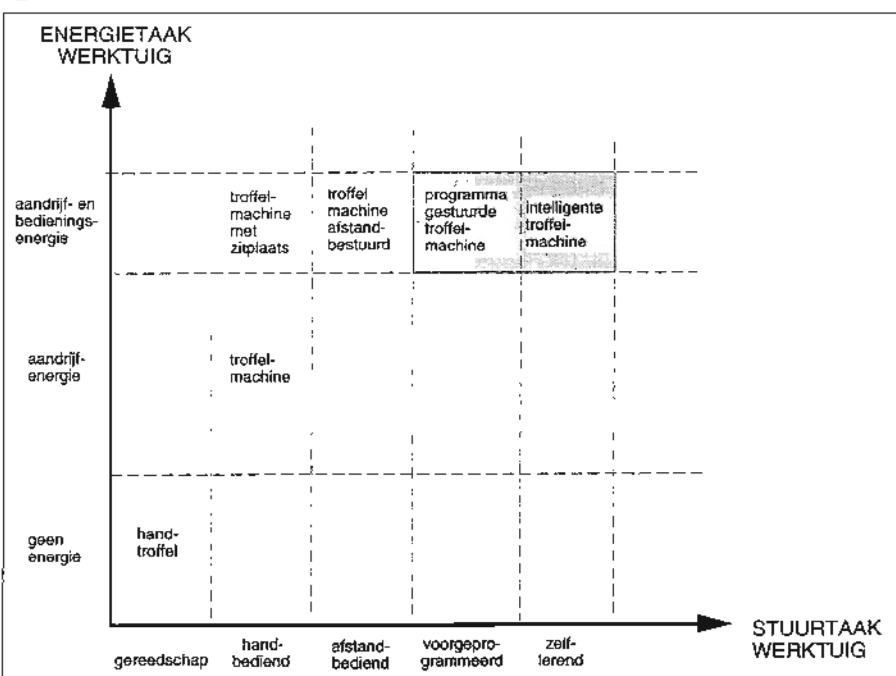 ENERGIETAAK
WERKTUIG
aandrijf- en
bedienings-
energie
troffel-
machine
met
zitplaats
troffel
machine
afstand-
bestuurd
programma
gestuurde
troffel-
machine
intelligente
troffel-
machine
aandrijf-
energie
troffel-
machine
geen
energie
hand-
troffel
gereedschap
hand-
bediend
afstand-
bediend
voorgepro-
grammeerd
zelf-
lerend
STUURTAAK
WERKTUIG